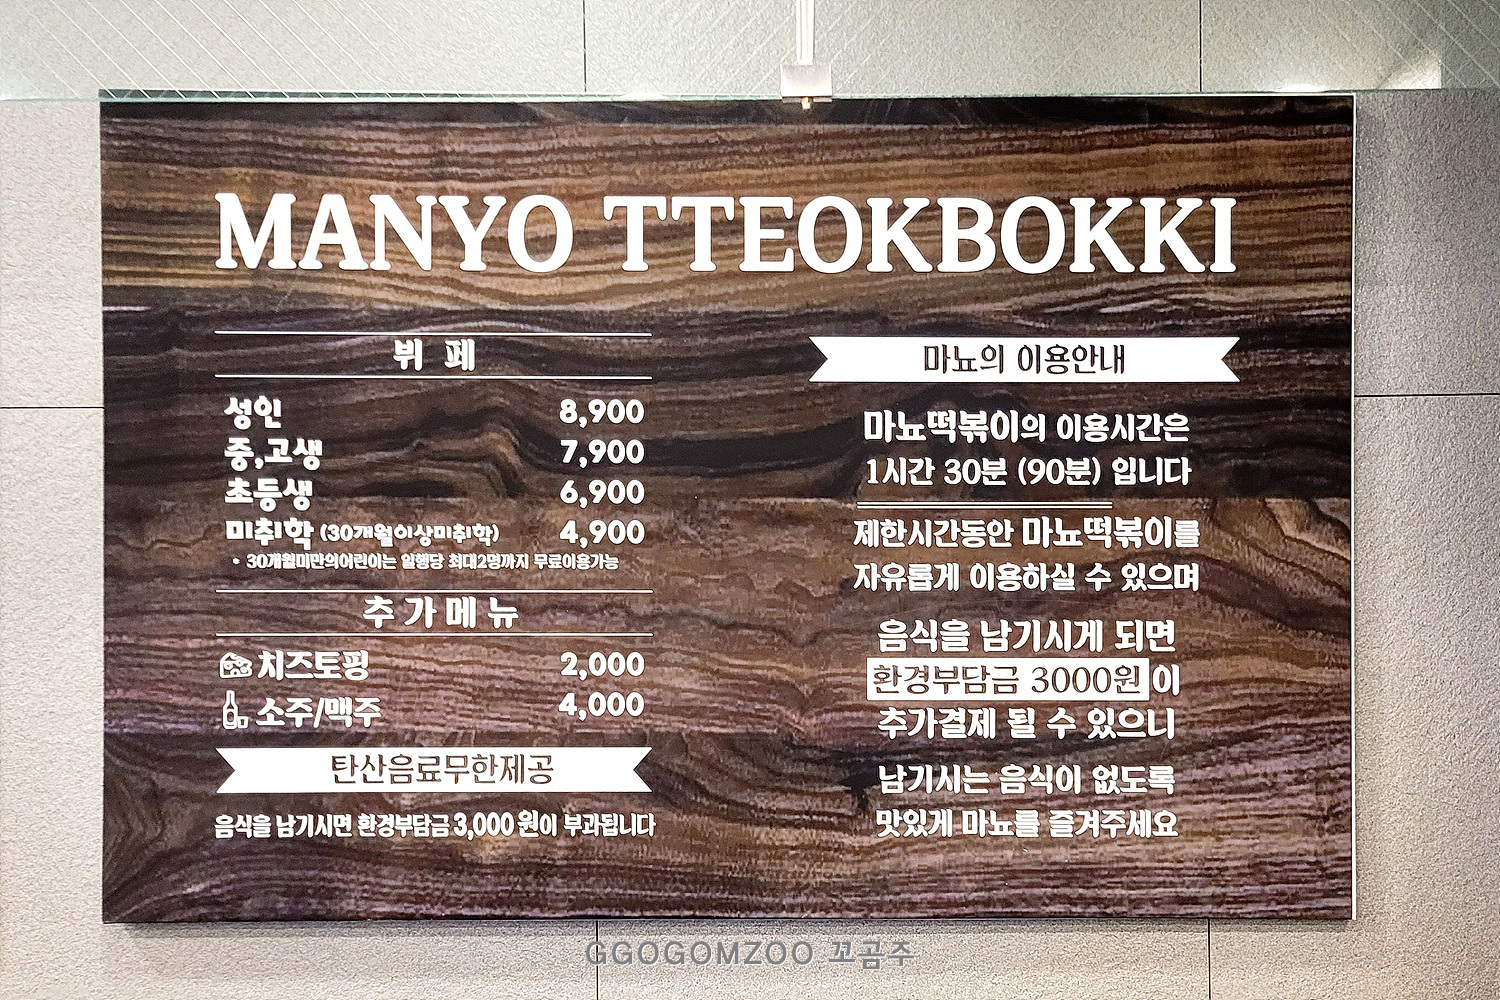 MANYO TTEOKBOKKI
뷔 페
성인 8,900
중,고생 7,900
초등생 6,900
미취학 (30개월이상미취학) 4,900
* 30개월미만의어린이는 일행당 최대2명까지 무료이용가능
추가메뉴
치즈토핑 2,000
소주/맥주 4,000
탄산음료무한제공
음식을 남기시면 환경부담금 3,000 원이 부과됩니다
마뇨의 이용안내
마뇨떡볶이의 이용시간은
1시간 30분 (90분) 입니다
제한시간동안 마뇨떡볶이를
자유롭게 이용하실 수 있으며
음식을 남기시게 되면
환경부담금 3000원이
추가결제 될 수 있으니
남기시는 음식이 없도록
맛있게 마뇨를 즐겨주세요
GGOGOMZOO 꼬곰주